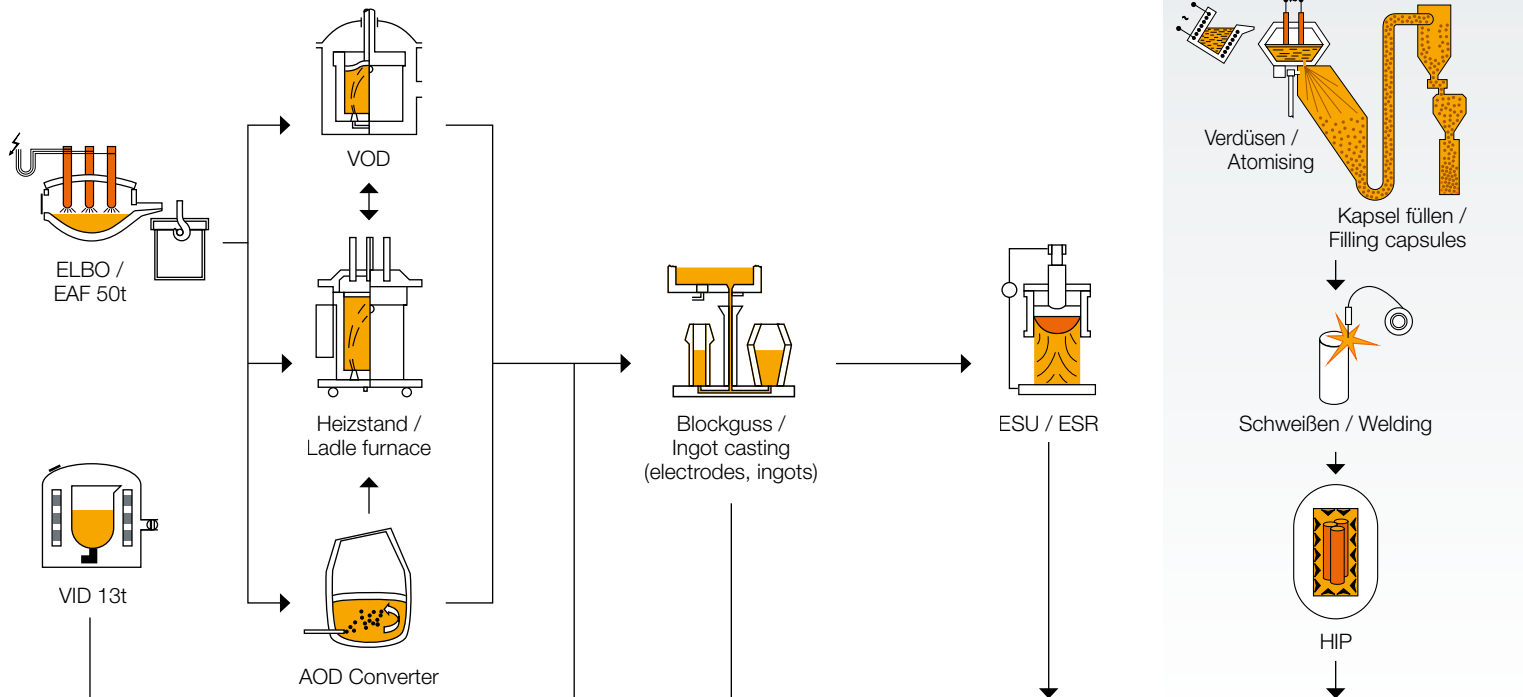 VOD
ELBO /
EAF 50t
Heizstand /
Ladle furnace
VID 13t
AOD Converter
Blockguss /
Ingot casting
(electrodes, ingots)
ESU / ESR
~
Verdüsen /
Atomising
Kapsel füllen /
Filling capsules
Schweißen / Welding
HIP